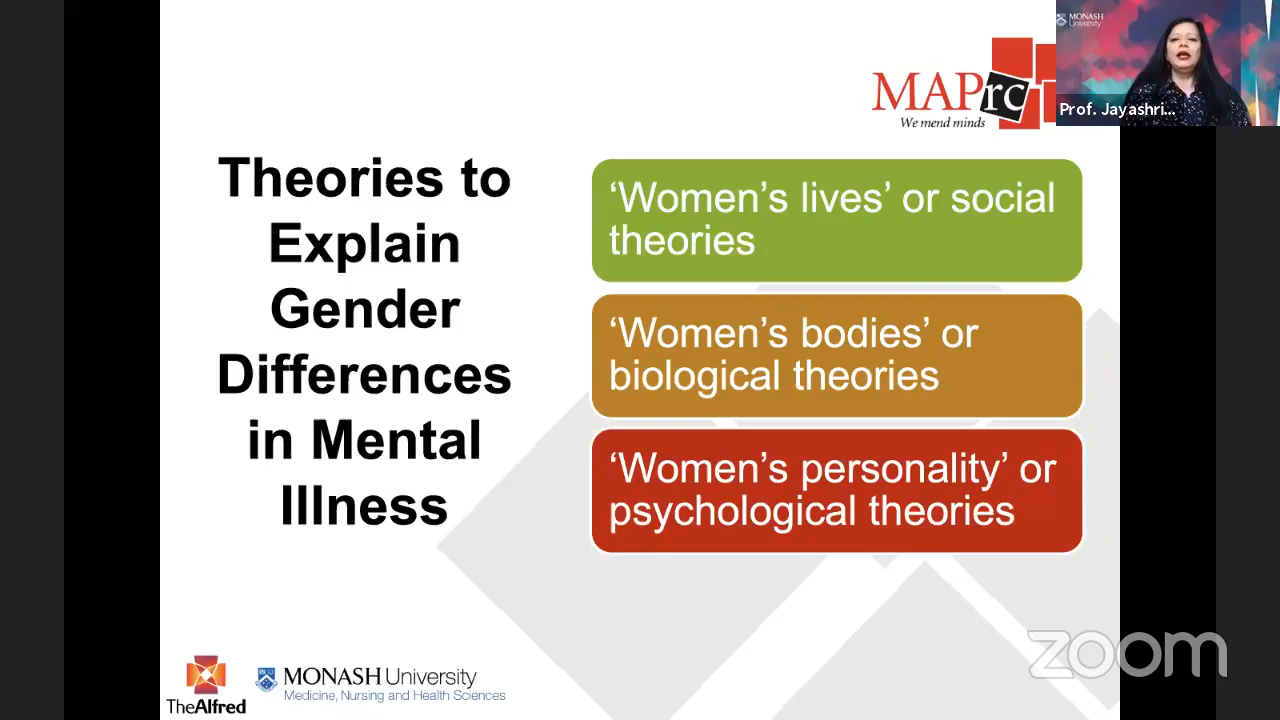 MONASH
University
Prof. Jayashri...
MAPrc
We mend minds
Theories to
Explain
Gender
Differences
in Mental
Illness
‘Women’s lives’ or social
theories
‘Women’s bodies’ or
biological theories
‘Women’s personality’ or
psychological theories
TheAlfred
MONASH University
Medicine, Nursing and Health Sciences
zoom